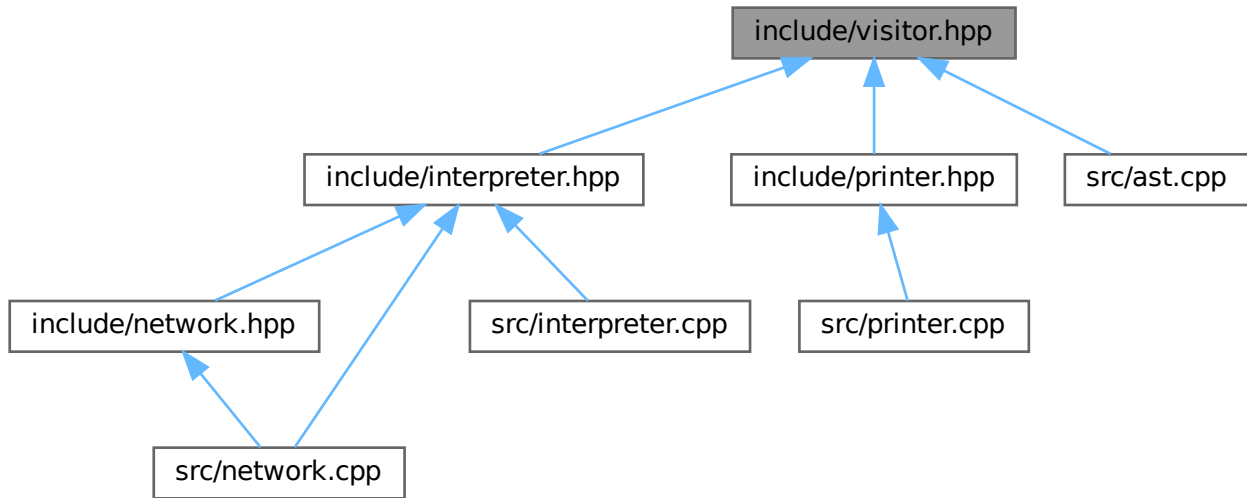 include/visitor.hpp
include/interpreter.hpp
include/printer.hpp
src/ast.cpp
include/network.hpp
src/interpreter.cpp
src/printer.cpp
src/network.cpp